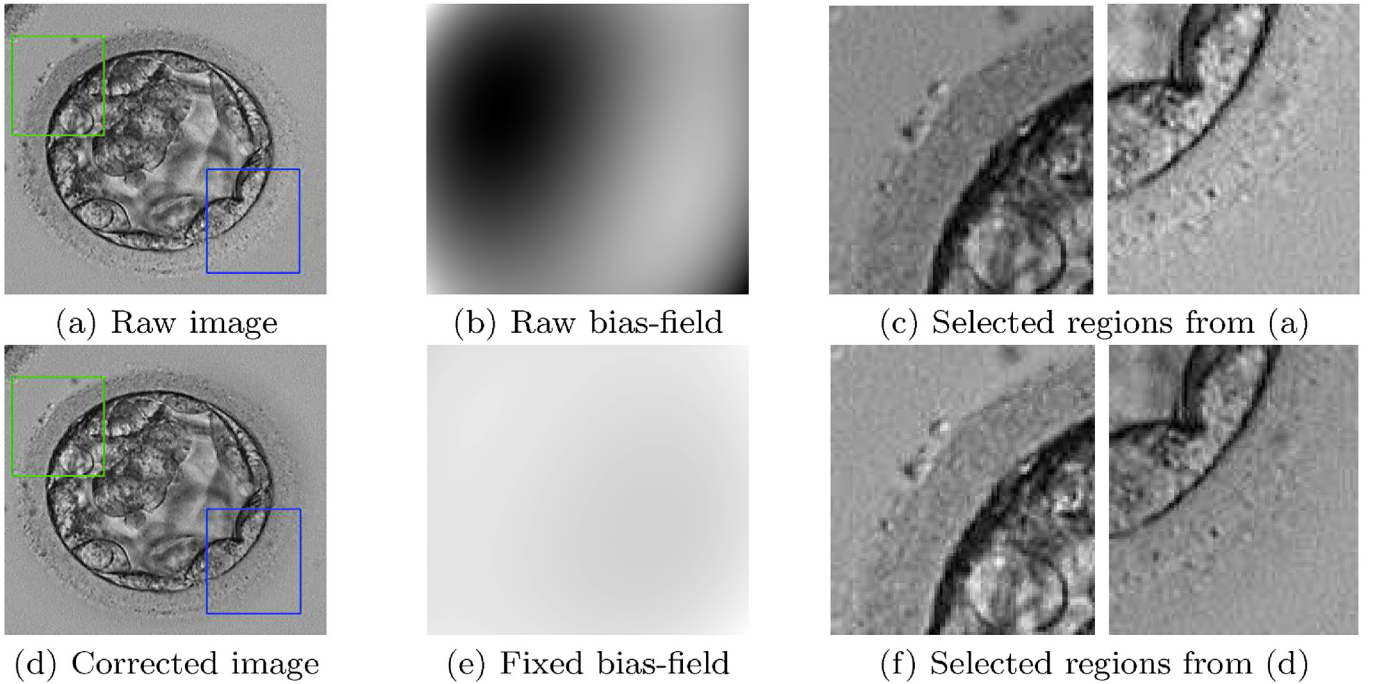 (a) Raw image
(b) Raw bias-field
(c) Selected regions from (a)
(d) Corrected image
(e) Fixed bias-field
(f) Selected regions from (d)